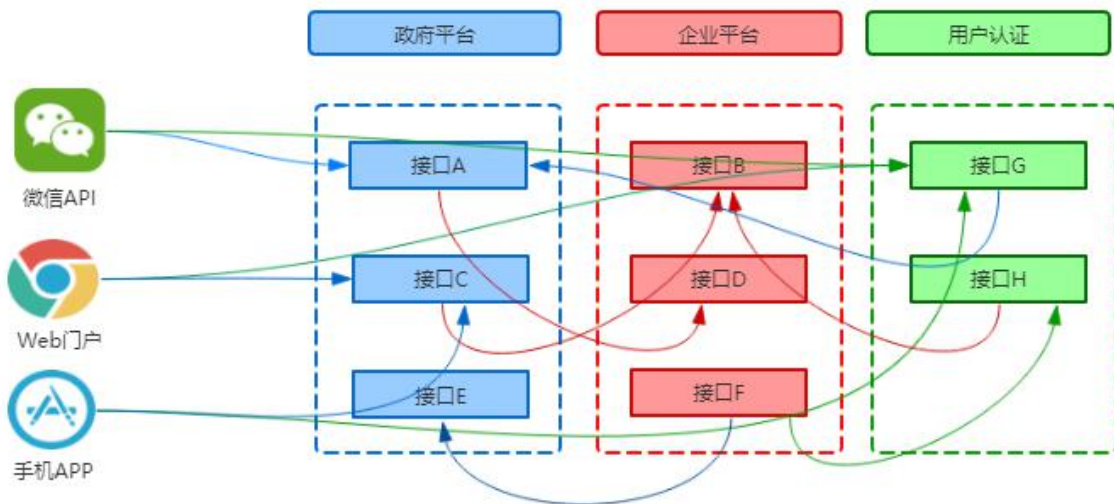 政府平台
企业平台
用户认证
微信API
接口A
接口B
接口G
Web门户
接口C
接口D
接口H
手机APP
接口E
接口F